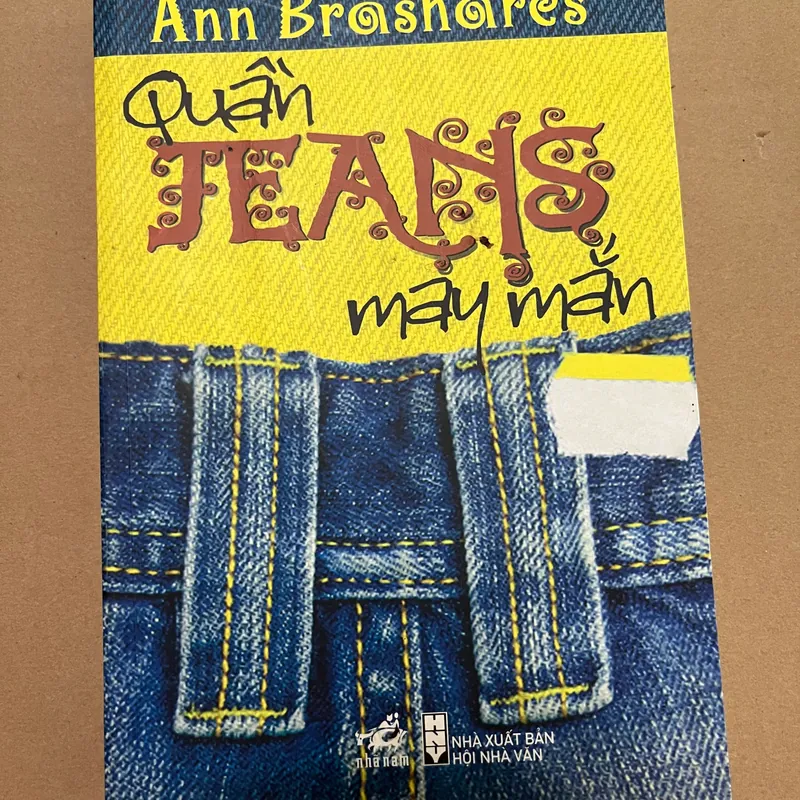 Ann Brashares
Quần
JEANS
may mắn
nhã nam
HNV
NHÀ XUẤT BẢN
HỘI NHÀ VĂN